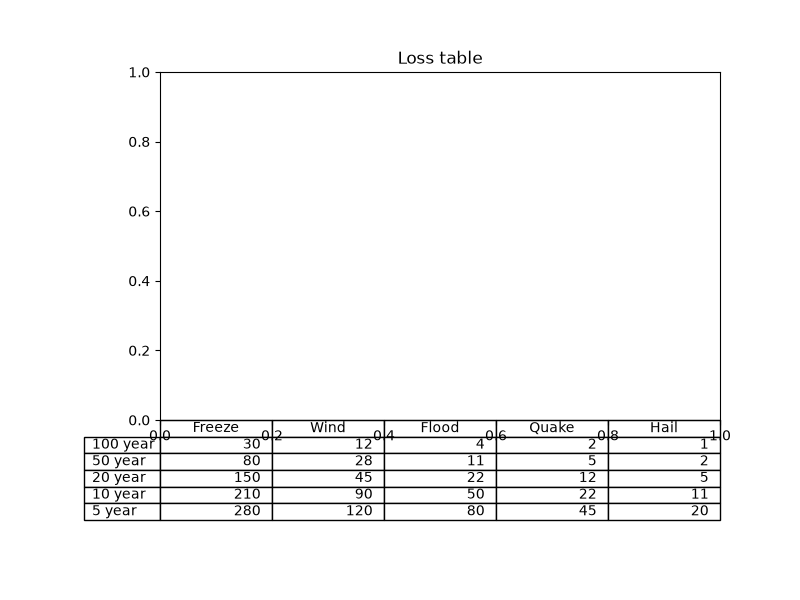 Loss table
1.0
0.8
0.6
0.4
0.2
0.0
Freeze Wind Flood Quake Hail
0.0 0.2 0.4 0.6 0.8 1.0
100 year 30 12 4 2 1
50 year 80 28 11 5 2
20 year 150 45 22 12 5
10 year 210 90 50 22 11
5 year 280 120 80 45 20